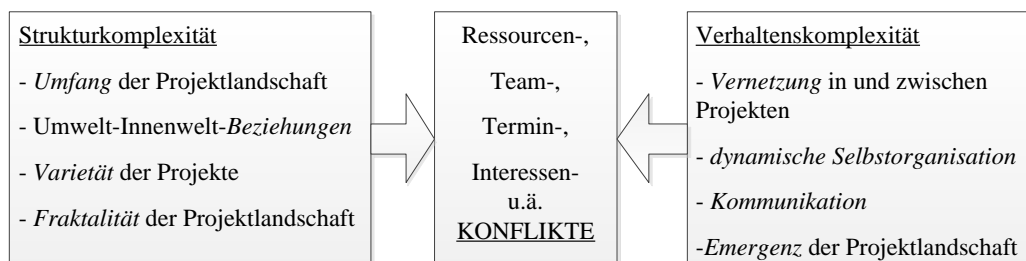 Strukturkomplexität
- Umfang der Projektlandschaft
- Umwelt-Innenwelt-Beziehungen
- Varietät der Projekte
- Fraktalität der Projektlandschaft
Ressourcen-,
Team-,
Termin-,
Interessen-
u.ä.
KONFLIKTE
Verhaltenskomplexität
- Vernetzung in und zwischen
Projekten
- dynamische Selbstorganisation
- Kommunikation
-Emergenz der Projektlandschaft